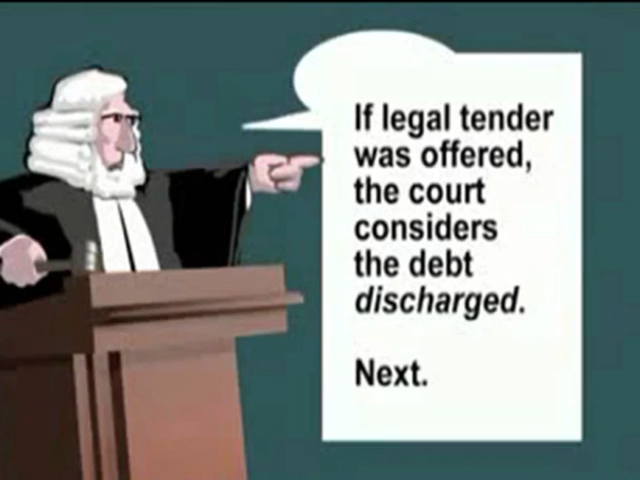 If legal tender
was offered,
the court
considers
the debt
discharged.
Next.